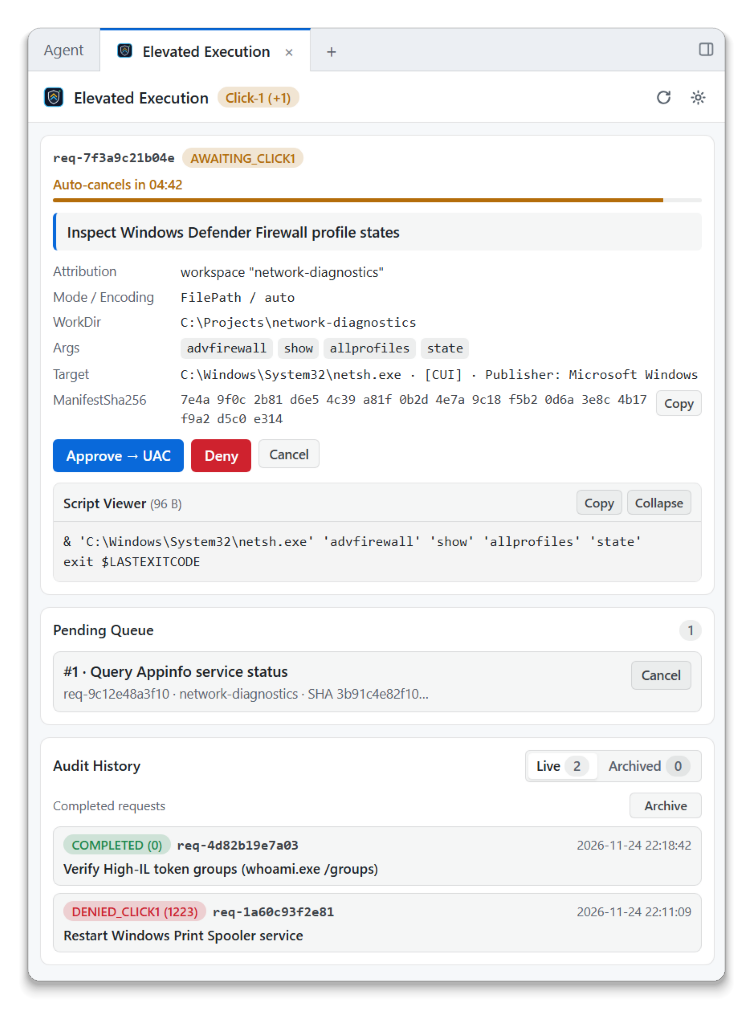 Agent
Elevated Execution ×
+
Elevated Execution Click-1 (+1)
req-7f3a9c21b04e AWAITING_CLICK1
Auto-cancels in 04:42
Inspect Windows Defender Firewall profile states
Attribution workspace "network-diagnostics"
Mode / Encoding FilePath / auto
WorkDir C:\Projects\network-diagnostics
Args advfirewall show allprofiles state
Target C:\Windows\System32\netsh.exe · [CUI] · Publisher: Microsoft Windows
ManifestSha256 7e4a 9f0c 2b81 d6e5 4c39 a81f 0b2d 4e7a 9c18 f5b2 0d6a 3e8c 4b17
f9a2 d5c0 e314
Copy
Approve → UAC Deny Cancel
Script Viewer (96 B) Copy Collapse
& 'C:\Windows\System32\netsh.exe' 'advfirewall' 'show' 'allprofiles' 'state'
exit $LASTEXITCODE
Pending Queue 1
#1 · Query Appinfo service status
req-9c12e48a3f10 · network-diagnostics · SHA 3b91c4e82f10...
Cancel
Audit History Live 2 Archived 0
Completed requests Archive
COMPLETED (0) req-4d82b19e7a03 2026-11-24 22:18:42
Verify High-IL token groups (whoami.exe /groups)
DENIED_CLICK1 (1223) req-1a60c93f2e81 2026-11-24 22:11:09
Restart Windows Print Spooler service